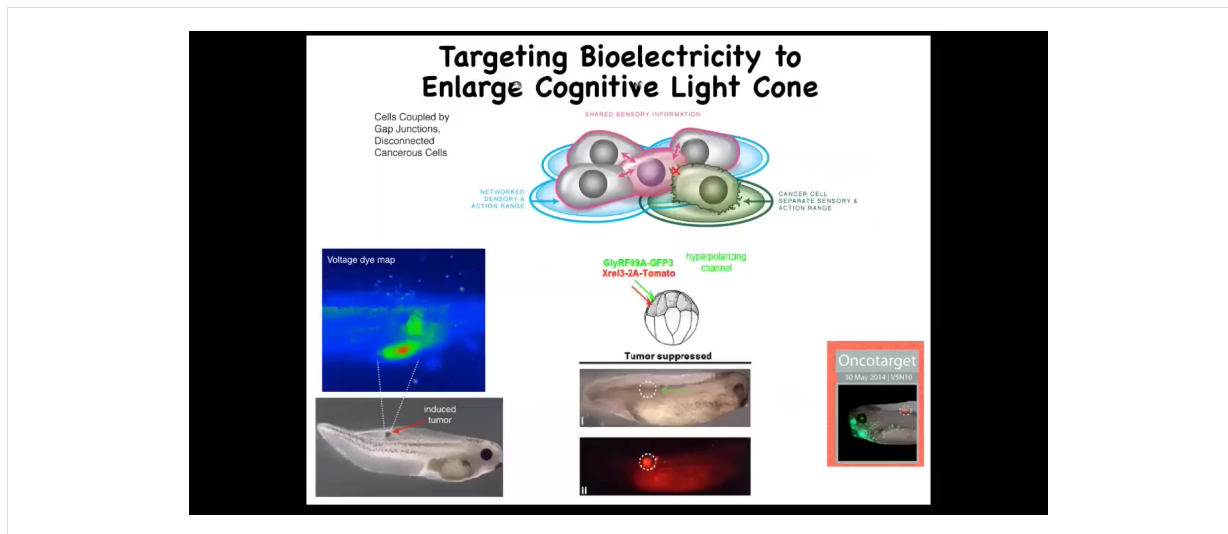 Targeting Bioelectricity to
Enlarge Cognitive Light Cone
Cells Coupled by
Gap Junctions,
Disconnected
Cancerous Cells
SHARED SENSORY INFORMATION
NETWORKED
SENSORY &
ACTION RANGE
CANCER CELL
SEPARATE SENSORY &
ACTION RANGE
Voltage dye map
induced
tumor
GlyRF99A-GFP3
Xrel3-2A-Tomato
hyperpolarizing
channel
Tumor suppressed
i
ii
Oncotarget
30 May 2014 | V5N10